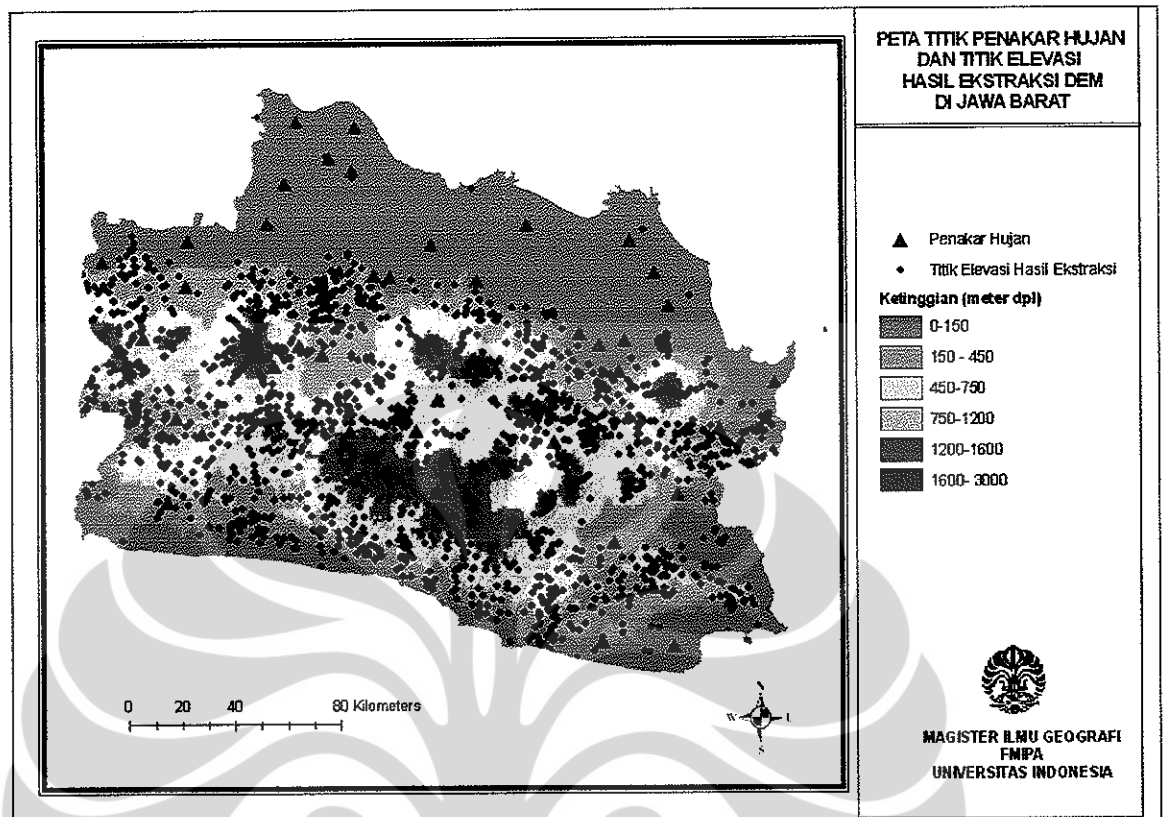 PETA TITIK PENAKAR HUJAN
DAN TITIK ELEVASI
HASIL EKSTRAKSI DEM
DI JAWA BARAT
Penakar Hujan
Titik Elevasi Hasil Ekstraksi
Ketinggian (meter dpl)
0-150
150 - 450
450-750
750-1200
1200-1600
1600- 3000
0 20 40 80 Kilometers
W
S
MAGISTER ILMU GEOGRAFI
FMIPA
UNIVERSITAS INDONESIA